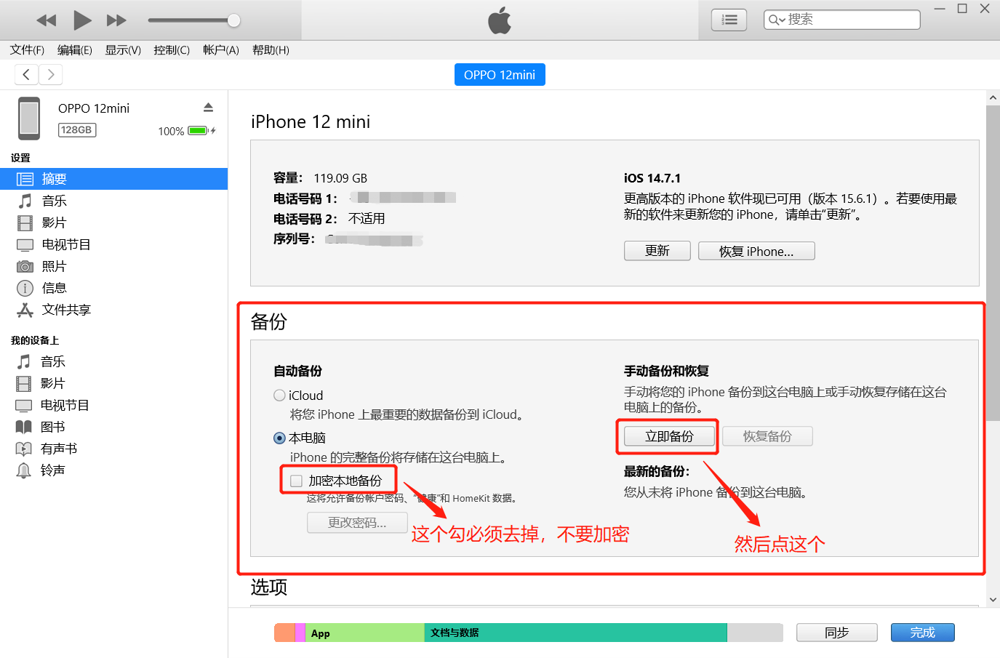 搜索
文件(F) 编辑(E) 显示(V) 控制(C) 帐户(A) 帮助(H)
OPPO 12mini
OPPO 12mini
128GB
100%
设置
摘要
音乐
影片
电视节目
照片
信息
文件共享
我的设备上
音乐
影片
电视节目
图书
有声书
铃声
iPhone 12 mini
容量： 119.09 GB
电话号码 1：
电话号码 2： 不适用
序列号：
iOS 14.7.1
更高版本的 iPhone 软件现已可用（版本 15.6.1）。若要使用最
新的软件来更新您的 iPhone，请单击“更新”。
更新
恢复 iPhone...
备份
自动备份
iCloud
将您 iPhone 上最重要的数据备份到 iCloud。
本电脑
iPhone 的完整备份将存储在这台电脑上。
加密本地备份
这将允许备份帐户密码、“健康”和 HomeKit 数据。
更改密码...
这个勾必须去掉，不要加密
手动备份和恢复
手动将您的 iPhone 备份到这台电脑上或手动恢复存储在这台
电脑上的备份。
立即备份
恢复备份
最新的备份：
您从未将 iPhone 备份到这台电脑。
然后点这个
选项
App
文档与数据
同步
完成